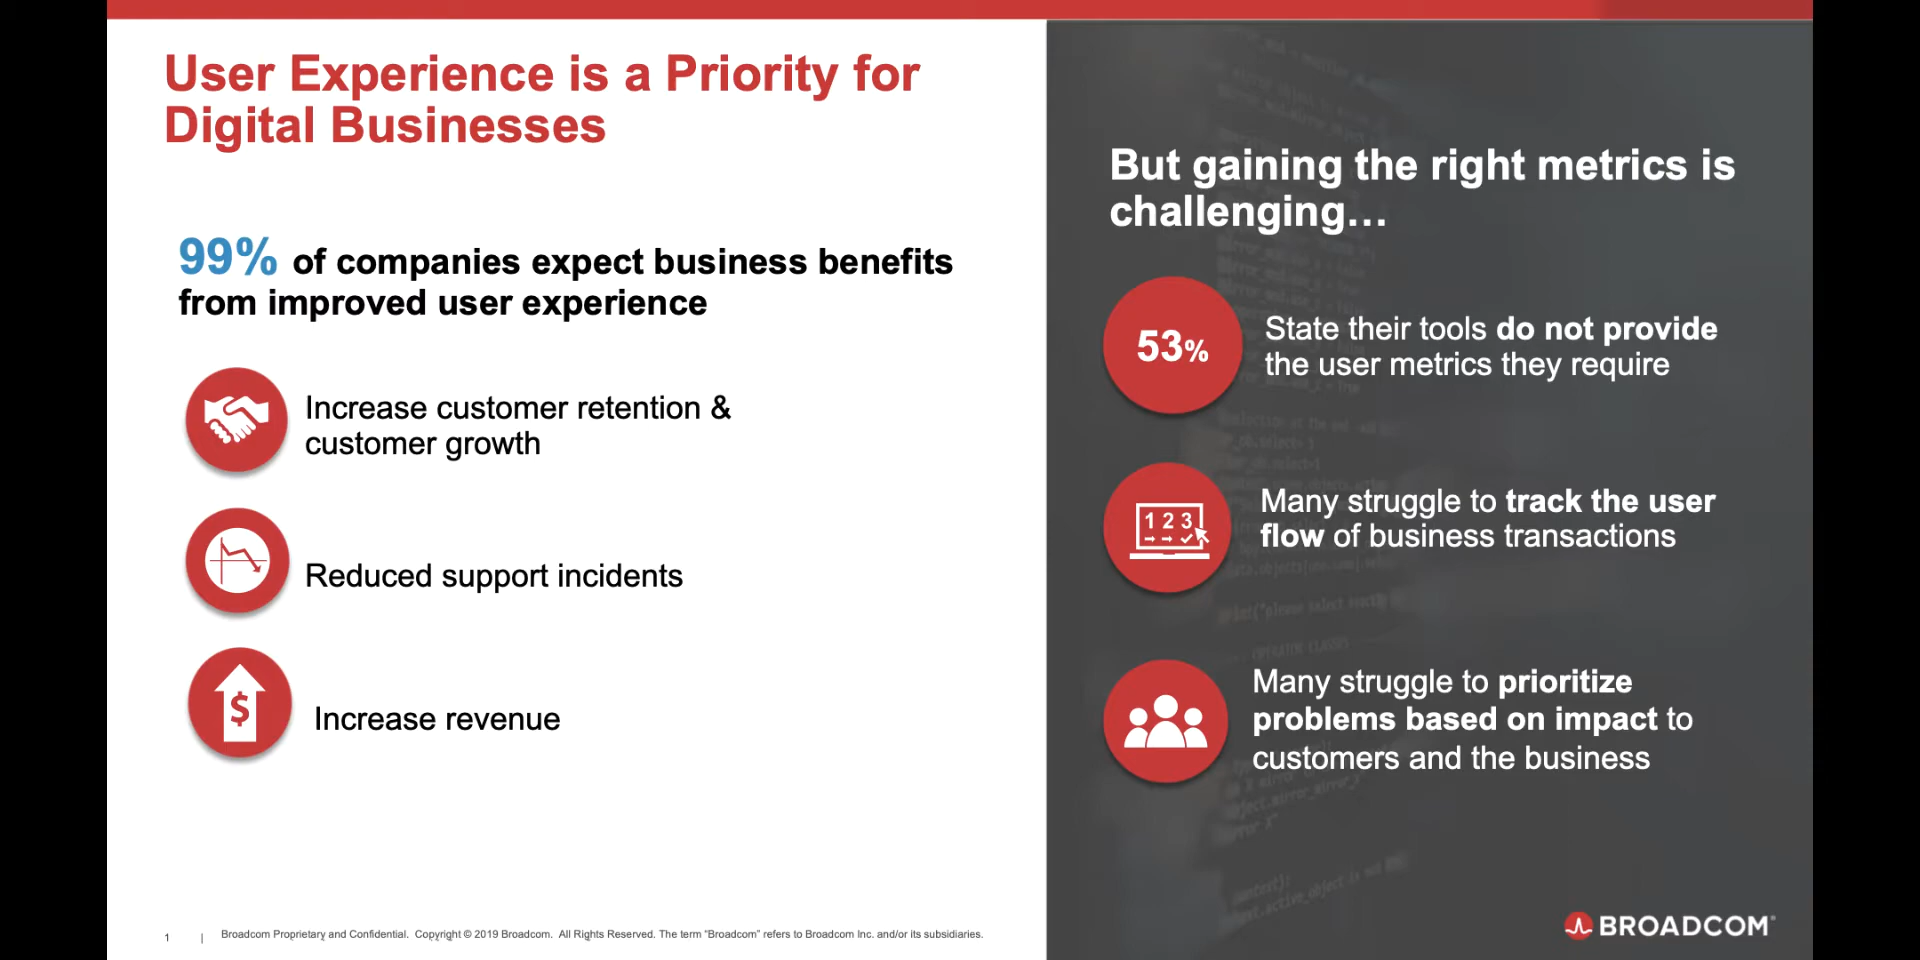 User Experience is a Priority for
Digital Businesses
99% of companies expect business benefits
from improved user experience
Increase customer retention &
customer growth
Reduced support incidents
$
Increase revenue
But gaining the right metrics is
challenging...
53%
State their tools do not provide
the user metrics they require
1 2 3
Many struggle to track the user
flow of business transactions
Many struggle to prioritize
problems based on impact to
customers and the business
1 | Broadcom Proprietary and Confidential. Copyright © 2019 Broadcom. All Rights Reserved. The term "Broadcom" refers to Broadcom Inc. and/or its subsidiaries.
BROADCOM®